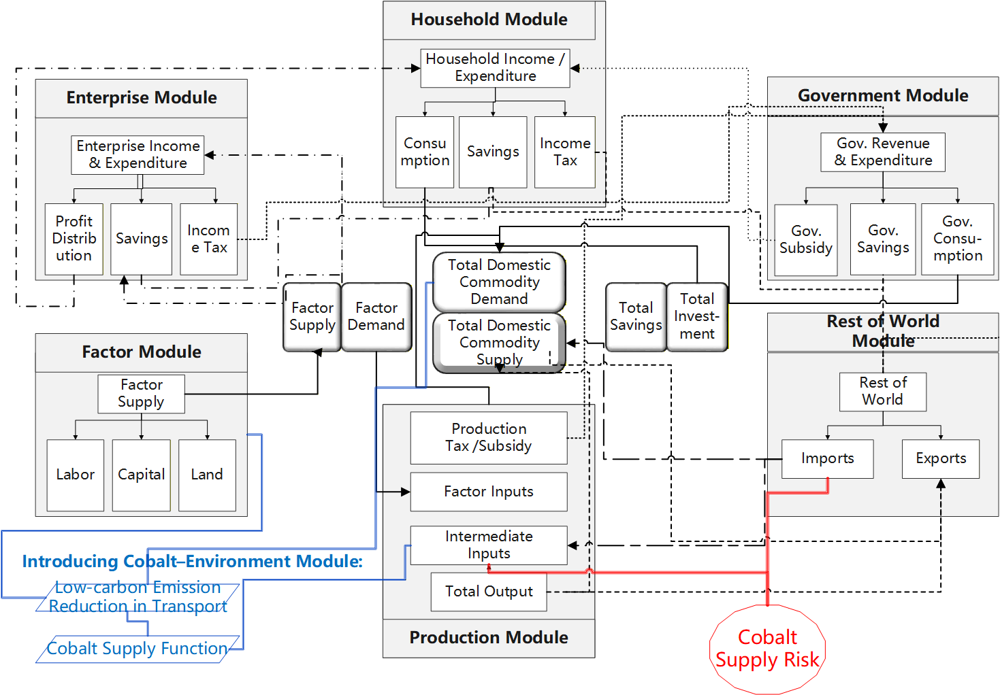 Household Module
Household Income /
Expenditure
Consu
mption
Savings
Income
Tax
Enterprise Module
Enterprise Income
& Expenditure
Profit
Distrib
ution
Savings
Incom
e Tax
Government Module
Gov. Revenue
& Expenditure
Gov.
Subsidy
Gov.
Savings
Gov.
Consu-
mption
Factor
Supply
Factor
Demand
Total Domestic
Commodity
Demand
Total Domestic
Commodity
Supply
Total
Savings
Total
Invest-
ment
Factor Module
Factor
Supply
Labor
Capital
Land
Rest of World
Module
Rest of
World
Imports
Exports
Production
Tax /Subsidy
Factor Inputs
Intermediate
Inputs
Total Output
Production Module
Introducing Cobalt–Environment Module:
Low-carbon Emission
Reduction in Transport
Cobalt Supply Function
Cobalt
Supply Risk